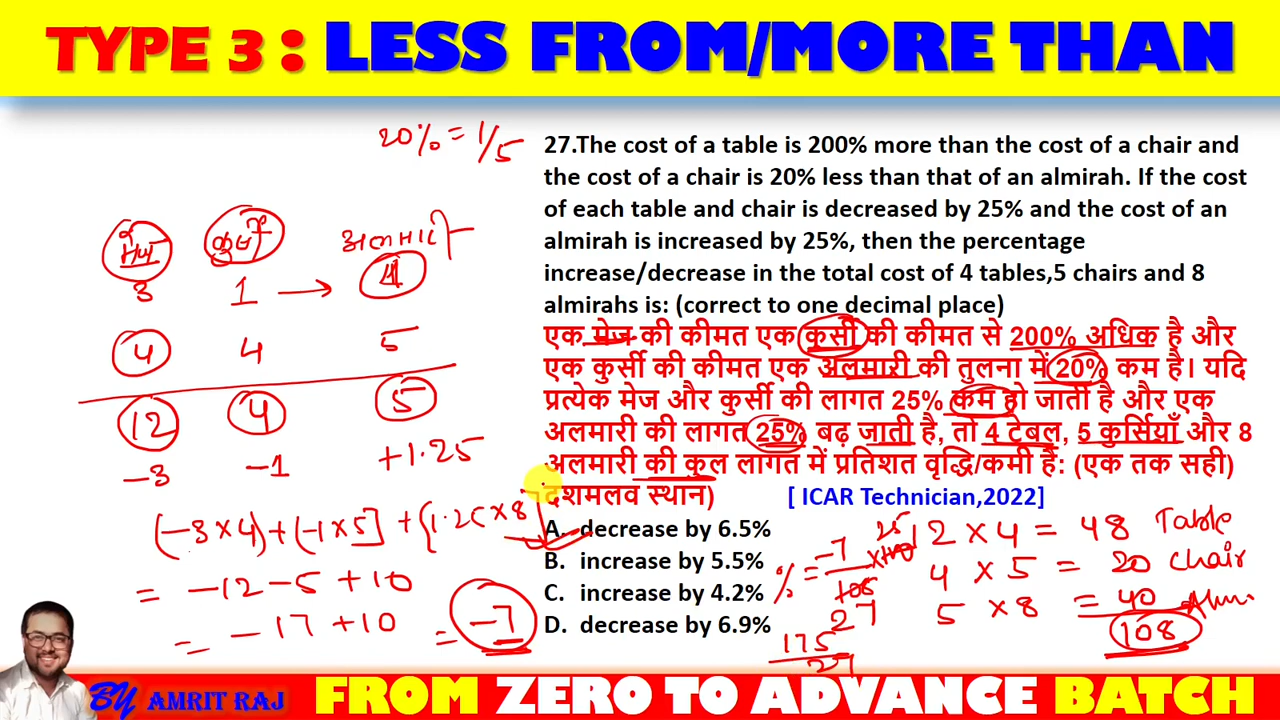 TYPE 3 : LESS FROM/MORE THAN
20% = 1/5
27.The cost of a table is 200% more than the cost of a chair and
the cost of a chair is 20% less than that of an almirah. If the cost
of each table and chair is decreased by 25% and the cost of an
almirah is increased by 25%, then the percentage
increase/decrease in the total cost of 4 tables,5 chairs and 8
almirahs is: (correct to one decimal place)
एक मेज की कीमत एक कुर्सी की कीमत से 200% अधिक है और
एक कुर्सी की कीमत एक अलमारी की तुलना में 20% कम है। यदि
प्रत्येक मेज और कुर्सी की लागत 25% कम हो जाती है और एक
अलमारी की लागत 25% बढ़ जाती है, तो 4 टेबल, 5 कुर्सियाँ और 8
अलमारी की कुल लागत में प्रतिशत वृद्धि/कमी है: (एक तक सही)
दशमलव स्थान) [ ICAR Technician,2022]
A. decrease by 6.5%
B. increase by 5.5%
C. increase by 4.2%
D. decrease by 6.9%
3 1 → 4
4 4 5
12 4 5
-3 -1 +1.25
(-3×4)+(-1×5] +(1.25×8
= -12-5+10
= -17+10 = -7
12 × 4 = 48 Table
4 × 5 = 20 Chair
5 × 8 = 40
108
% = -7
27
25
175
27
BY AMRIT RAJ
FROM ZERO TO ADVANCE BATCH